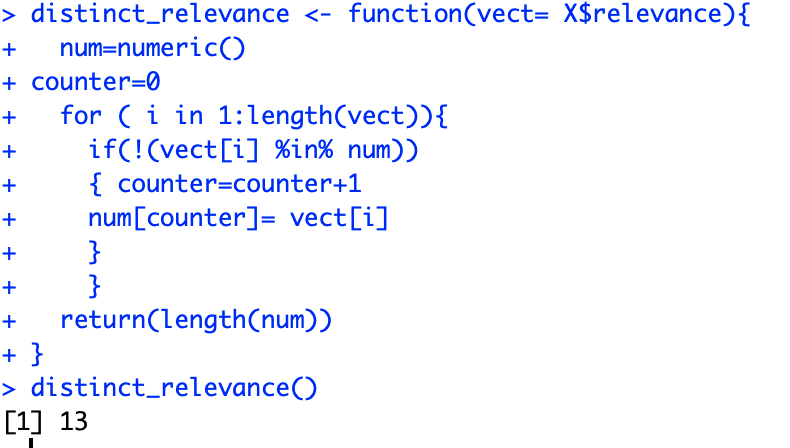 > distinct_relevance <- function(vect= X$relevance){
+   num=numeric()
+ counter=0
+   for ( i in 1:length(vect)){
+     if(!(vect[i] %in% num))
+     { counter=counter+1
+     num[counter]= vect[i]
+     }
+     }
+   return(length(num))
+ }
> distinct_relevance()
[1] 13